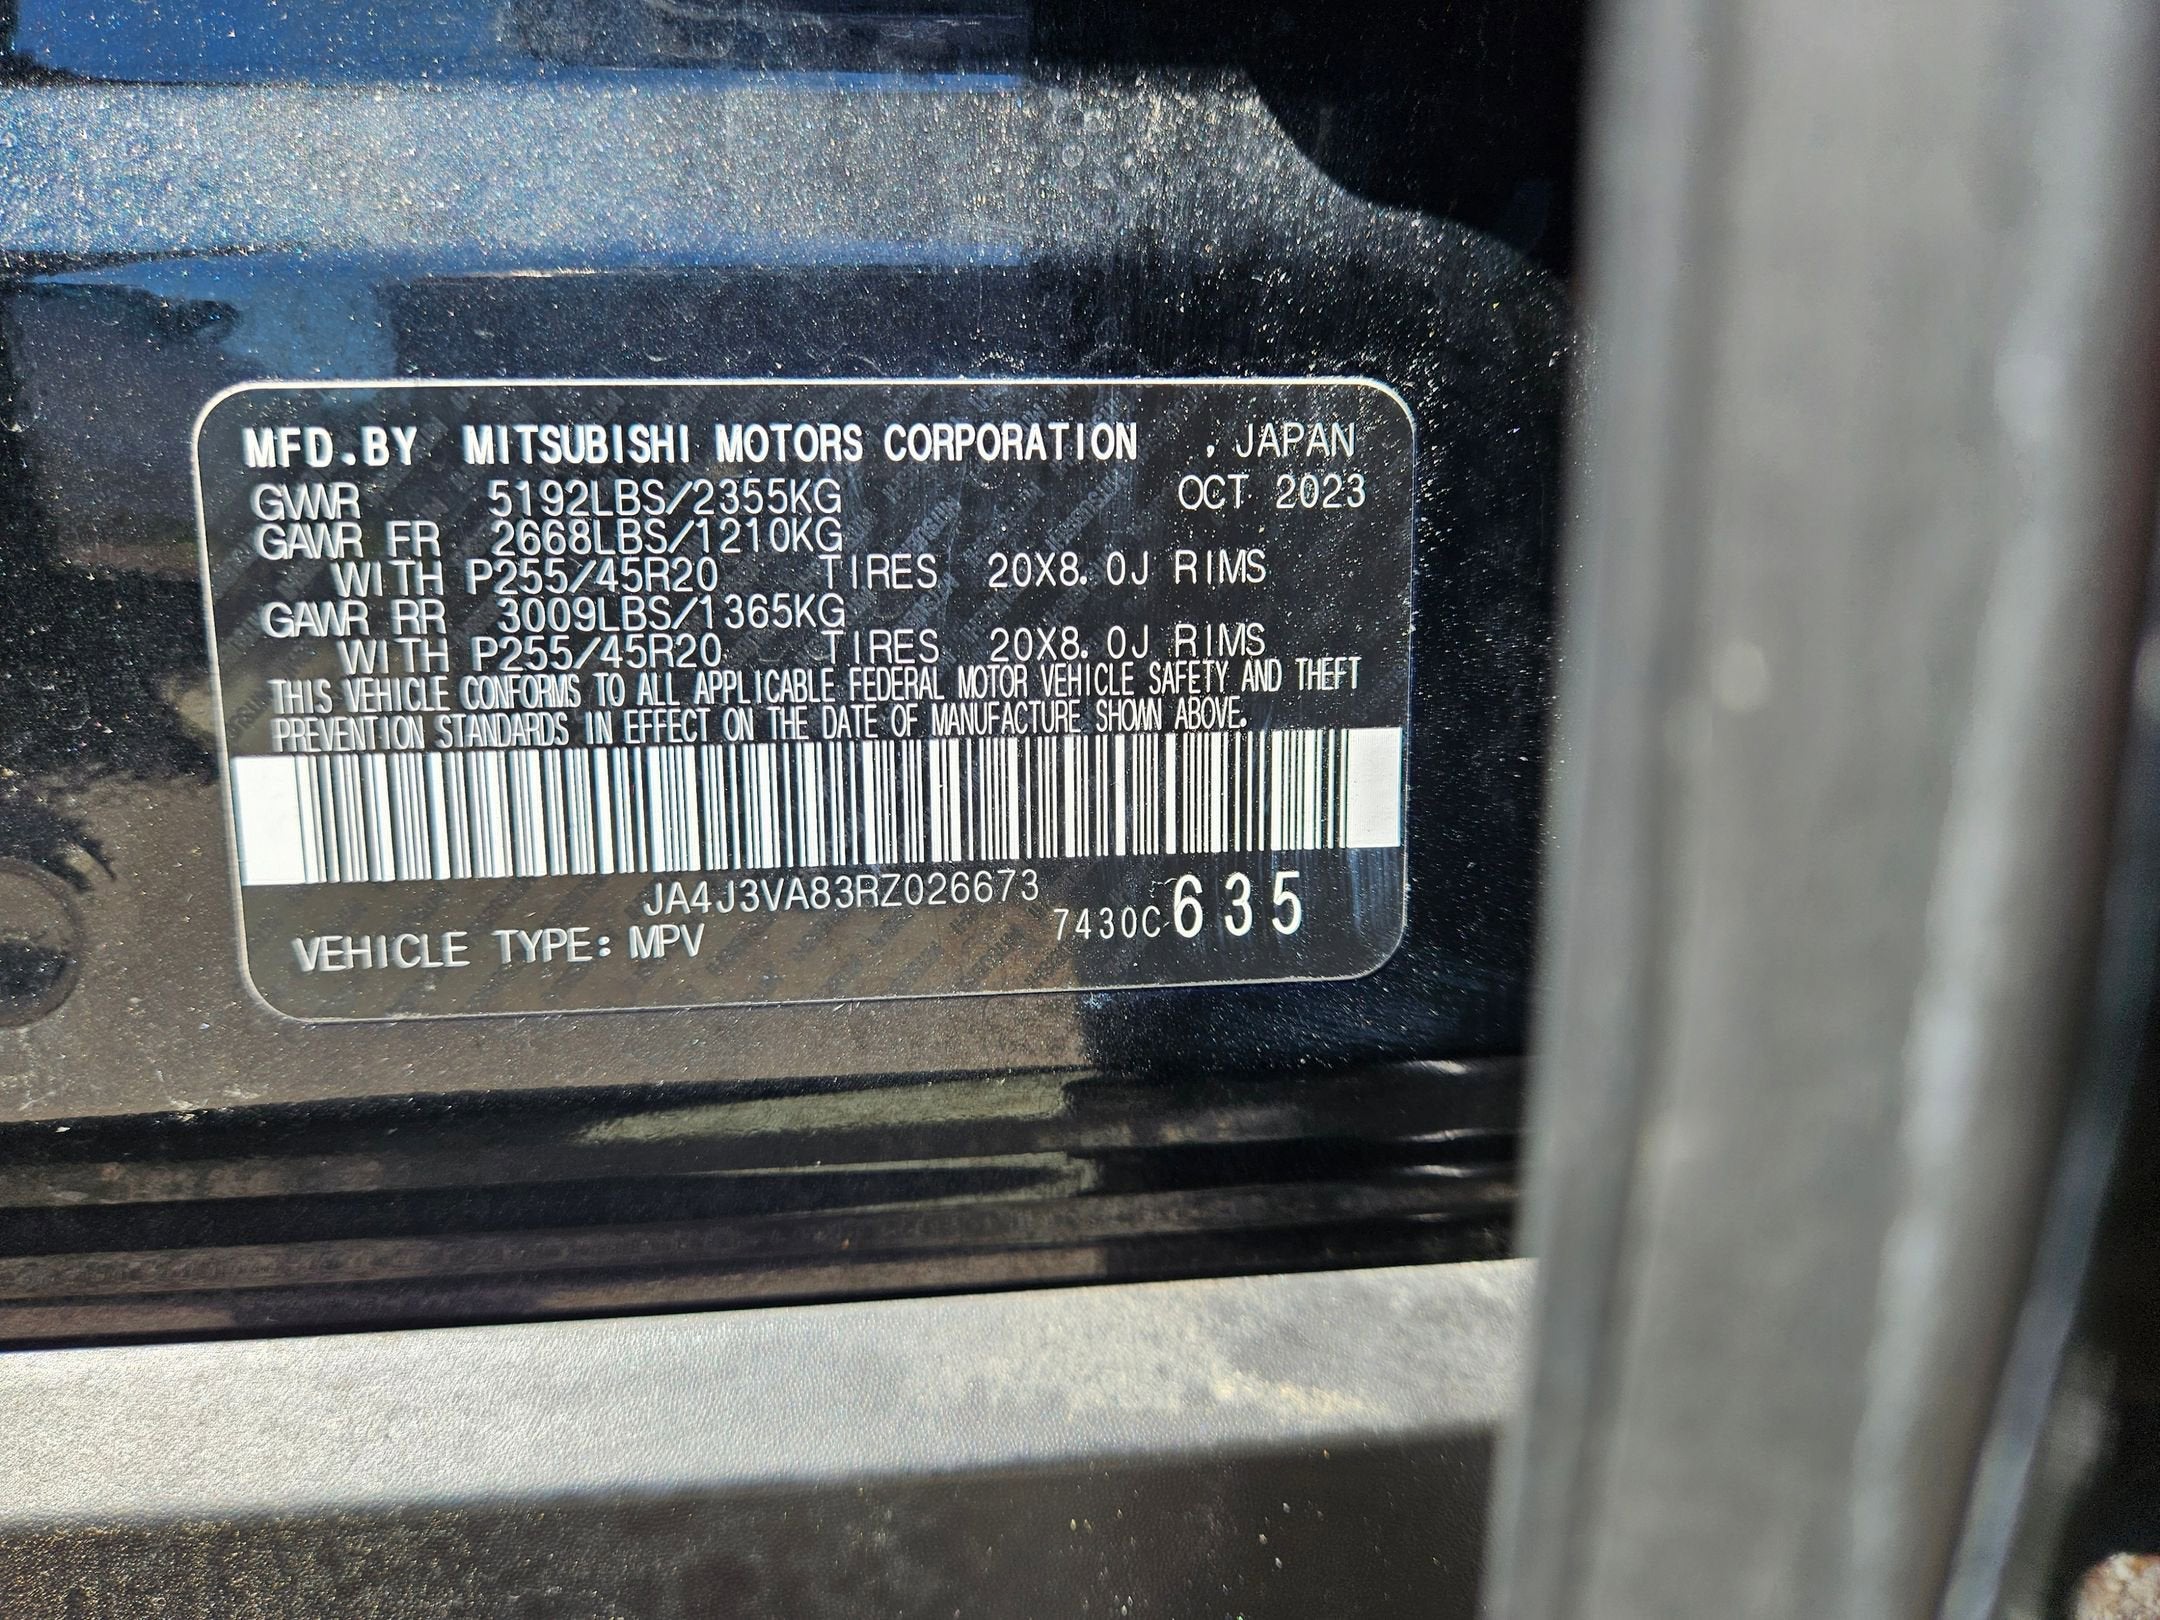 MFD.BY MITSUBISHI MOTORS CORPORATION , JAPAN
GVWR 5192LBS/2355KG OCT 2023
GAWR FR 2668LBS/1210KG
WITH P255/45R20 TIRES 20X8.0J RIMS
GAWR RR 3009LBS/1365KG
WITH P255/45R20 TIRES 20X8.0J RIMS
THIS VEHICLE CONFORMS TO ALL APPLICABLE FEDERAL MOTOR VEHICLE SAFETY AND THEFT
PREVENTION STANDARDS IN EFFECT ON THE DATE OF MANUFACTURE SHOWN ABOVE.
JA4J3VA83RZ026673
7430C 635
VEHICLE TYPE: MPV